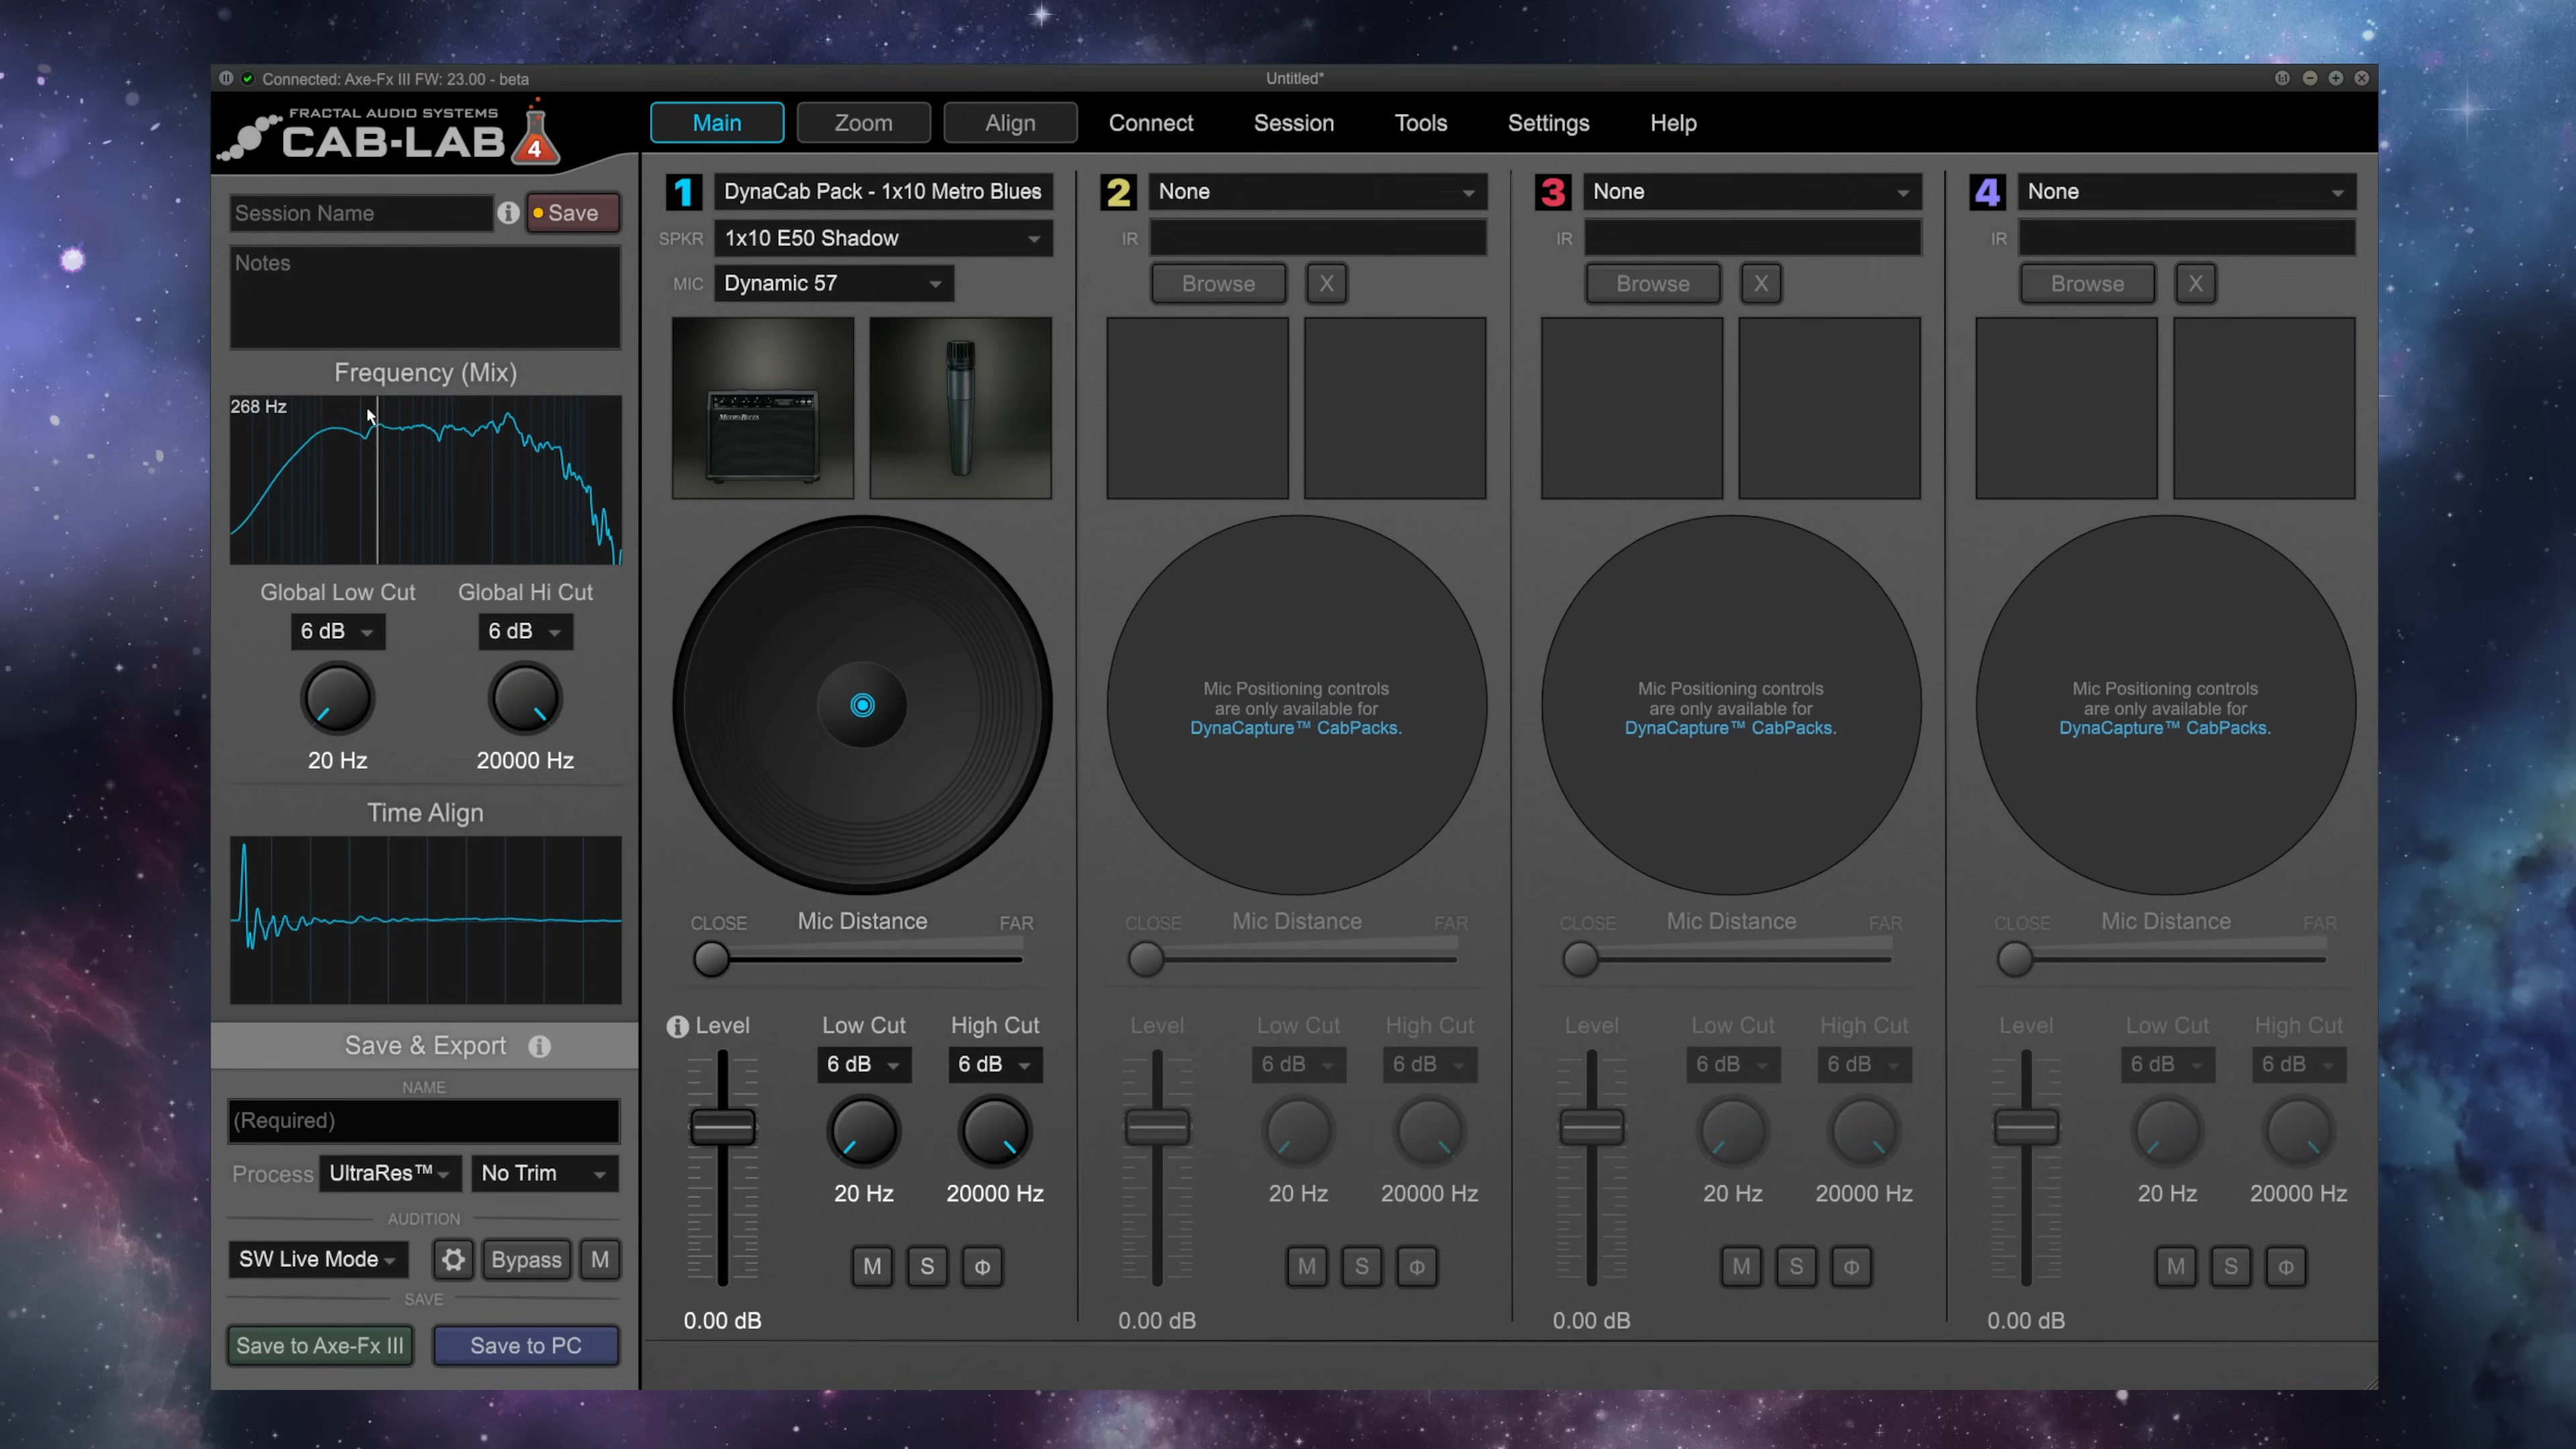 Connected: Axe-Fx III FW: 23.00 - beta
Untitled*
FRACTAL AUDIO SYSTEMS
CAB-LAB 4
Main Zoom Align Connect Session Tools Settings Help
Session Name
Save
Notes
Frequency (Mix)
268 Hz
Global Low Cut Global Hi Cut
6 dB 6 dB
20 Hz 20000 Hz
Time Align
Save & Export
NAME
(Required)
Process UltraRes™ No Trim
AUDITION
SW Live Mode Bypass M
SAVE
Save to Axe-Fx III Save to PC
1 DynaCab Pack - 1x10 Metro Blues
SPKR 1x10 E50 Shadow
MIC Dynamic 57
MetroBlues
CLOSE Mic Distance FAR
Level Low Cut High Cut
6 dB 6 dB
20 Hz 20000 Hz
M S Φ
0.00 dB
2 None
IR
Browse X
Mic Positioning controls
are only available for
DynaCapture™ CabPacks.
CLOSE Mic Distance FAR
Level Low Cut High Cut
6 dB 6 dB
20 Hz 20000 Hz
M S Φ
0.00 dB
3 None
IR
Browse X
Mic Positioning controls
are only available for
DynaCapture™ CabPacks.
CLOSE Mic Distance FAR
Level Low Cut High Cut
6 dB 6 dB
20 Hz 20000 Hz
M S Φ
0.00 dB
4 None
IR
Browse X
Mic Positioning controls
are only available for
DynaCapture™ CabPacks.
CLOSE Mic Distance FAR
Level Low Cut High Cut
6 dB 6 dB
20 Hz 20000 Hz
M S Φ
0.00 dB